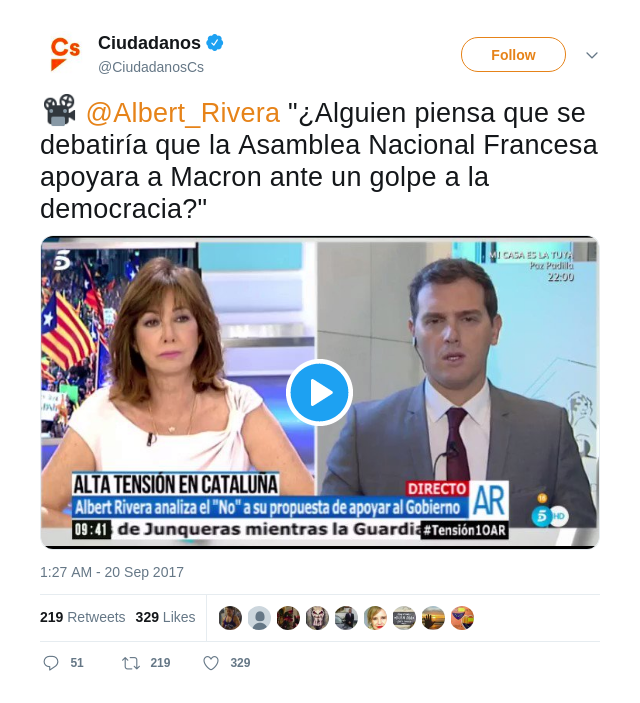 Cs
Ciudadanos
@CiudadanosCs
Follow
@Albert_Rivera "¿Alguien piensa que se
debatiría que la Asamblea Nacional Francesa
apoyara a Macron ante un golpe a la
democracia?"
5
MI CASA ES LA TUYA
Paz Padilla
22:00
ALTA TENSIÓN EN CATALUÑA
DIRECTO
AR
Albert Rivera analiza el "No" a su propuesta de apoyar al Gobierno
16
5 HD
09:41 de Junqueras mientras la Guardia
#Tensión1OAR
1:27 AM - 20 Sep 2017
219 Retweets 329 Likes
51 219 329